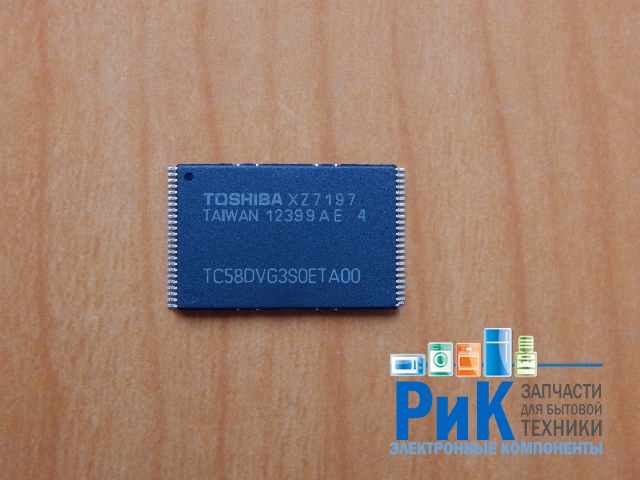 TOSHIBA XZ7197
TAIWAN 12399AE 4
TC58DVG3S0ETA00
РиК
ЗАПЧАСТИ
ДЛЯ БЫТОВОЙ
ТЕХНИКИ
ЭЛЕКТРОННЫЕ КОМПОНЕНТЫ